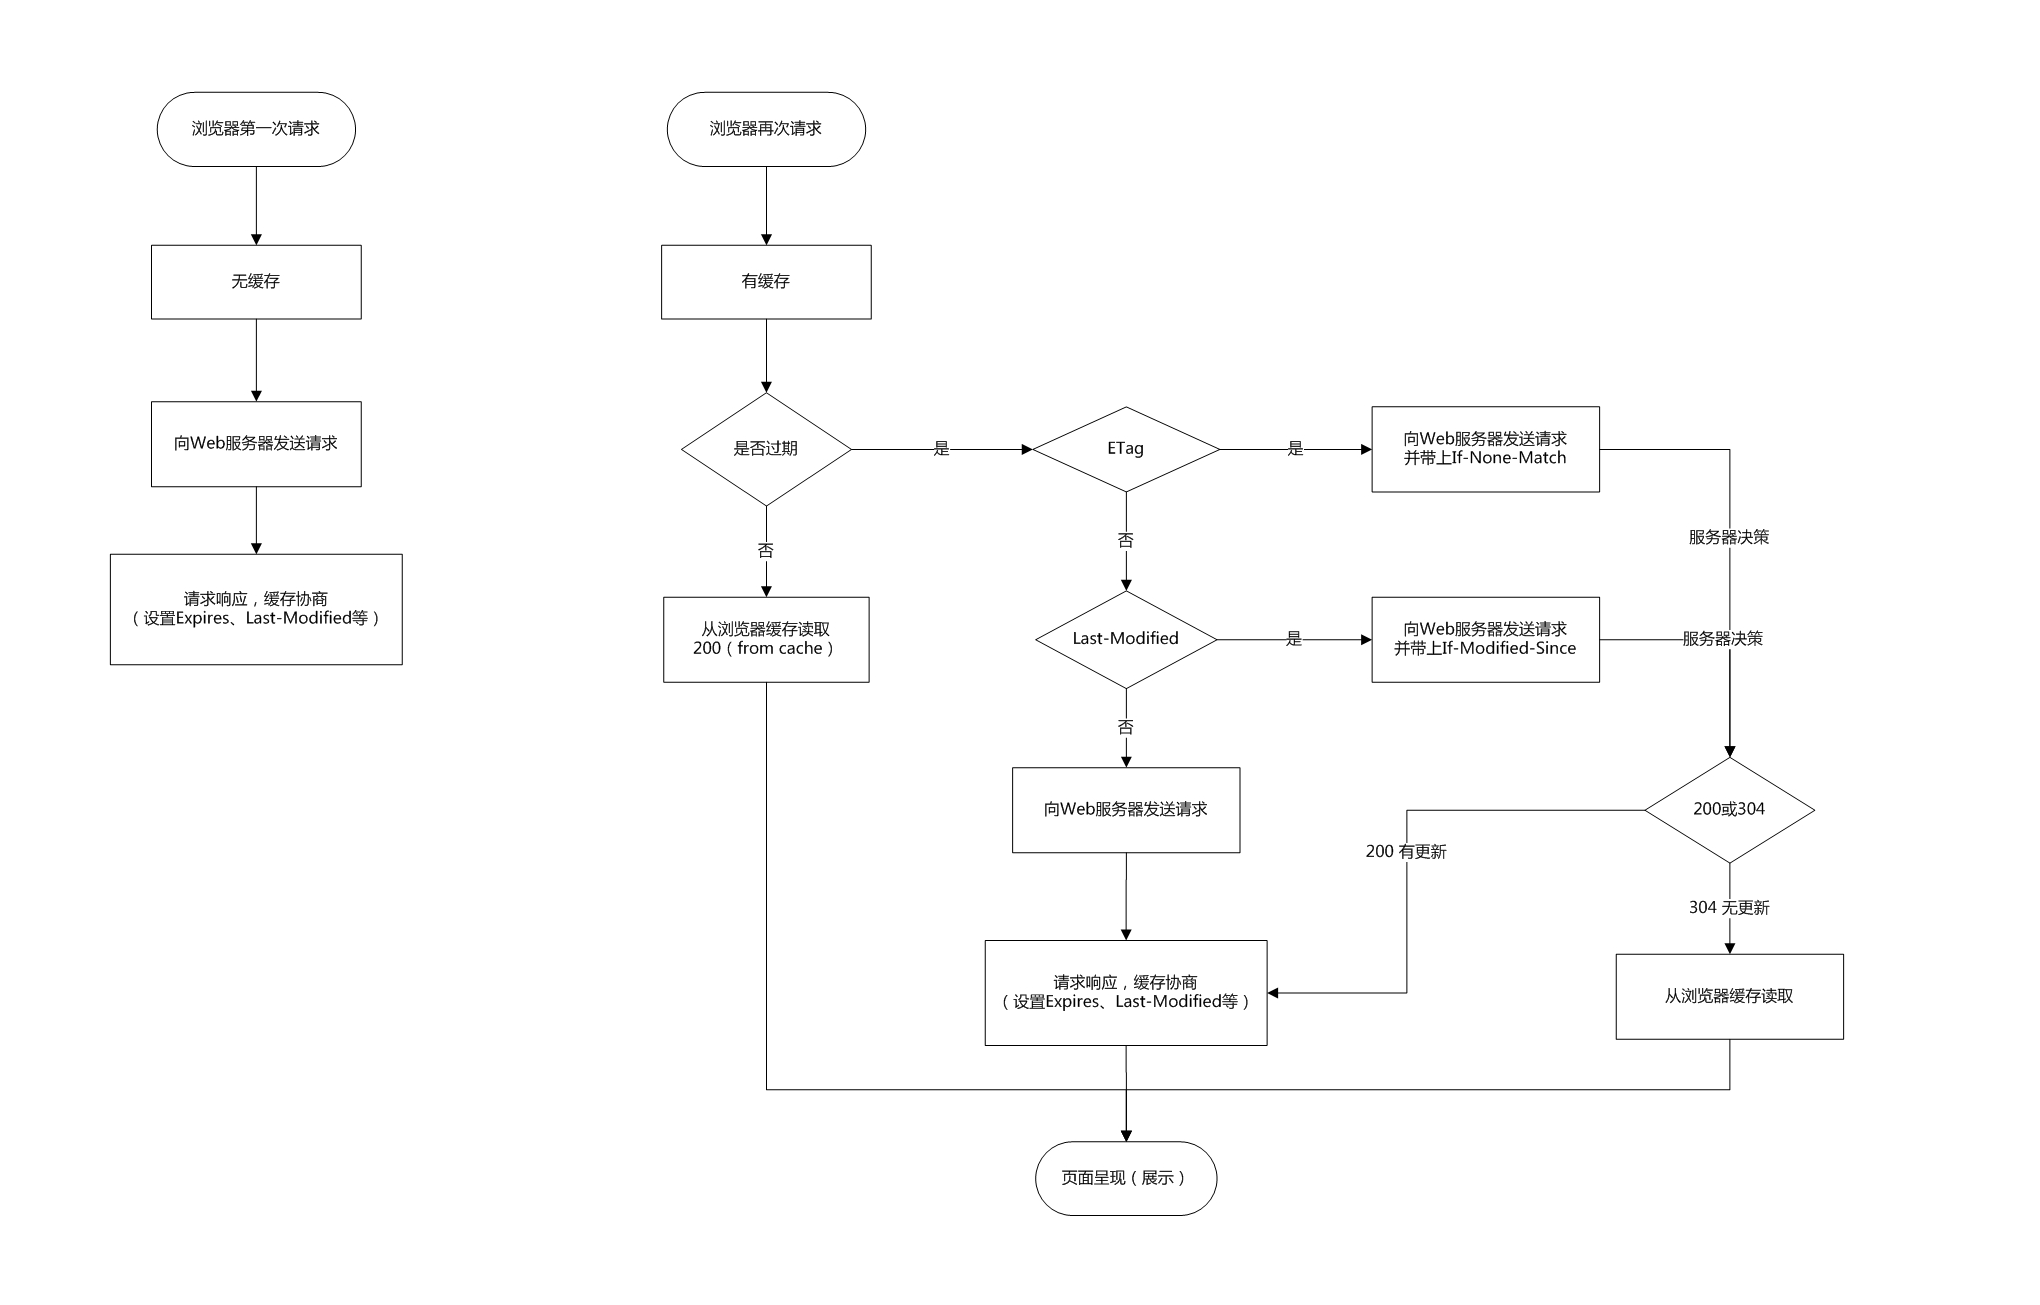 浏览器第一次请求
无缓存
向Web服务器发送请求
请求响应，缓存协商
（设置Expires、Last-Modified等）
浏览器再次请求
有缓存
是否过期
是
否
从浏览器缓存读取
200（from cache）
ETag
是
否
向Web服务器发送请求
并带上If-None-Match
服务器决策
Last-Modified
是
否
向Web服务器发送请求
并带上If-Modified-Since
服务器决策
向Web服务器发送请求
200或304
200 有更新
304 无更新
请求响应，缓存协商
（设置Expires、Last-Modified等）
从浏览器缓存读取
页面呈现（展示）